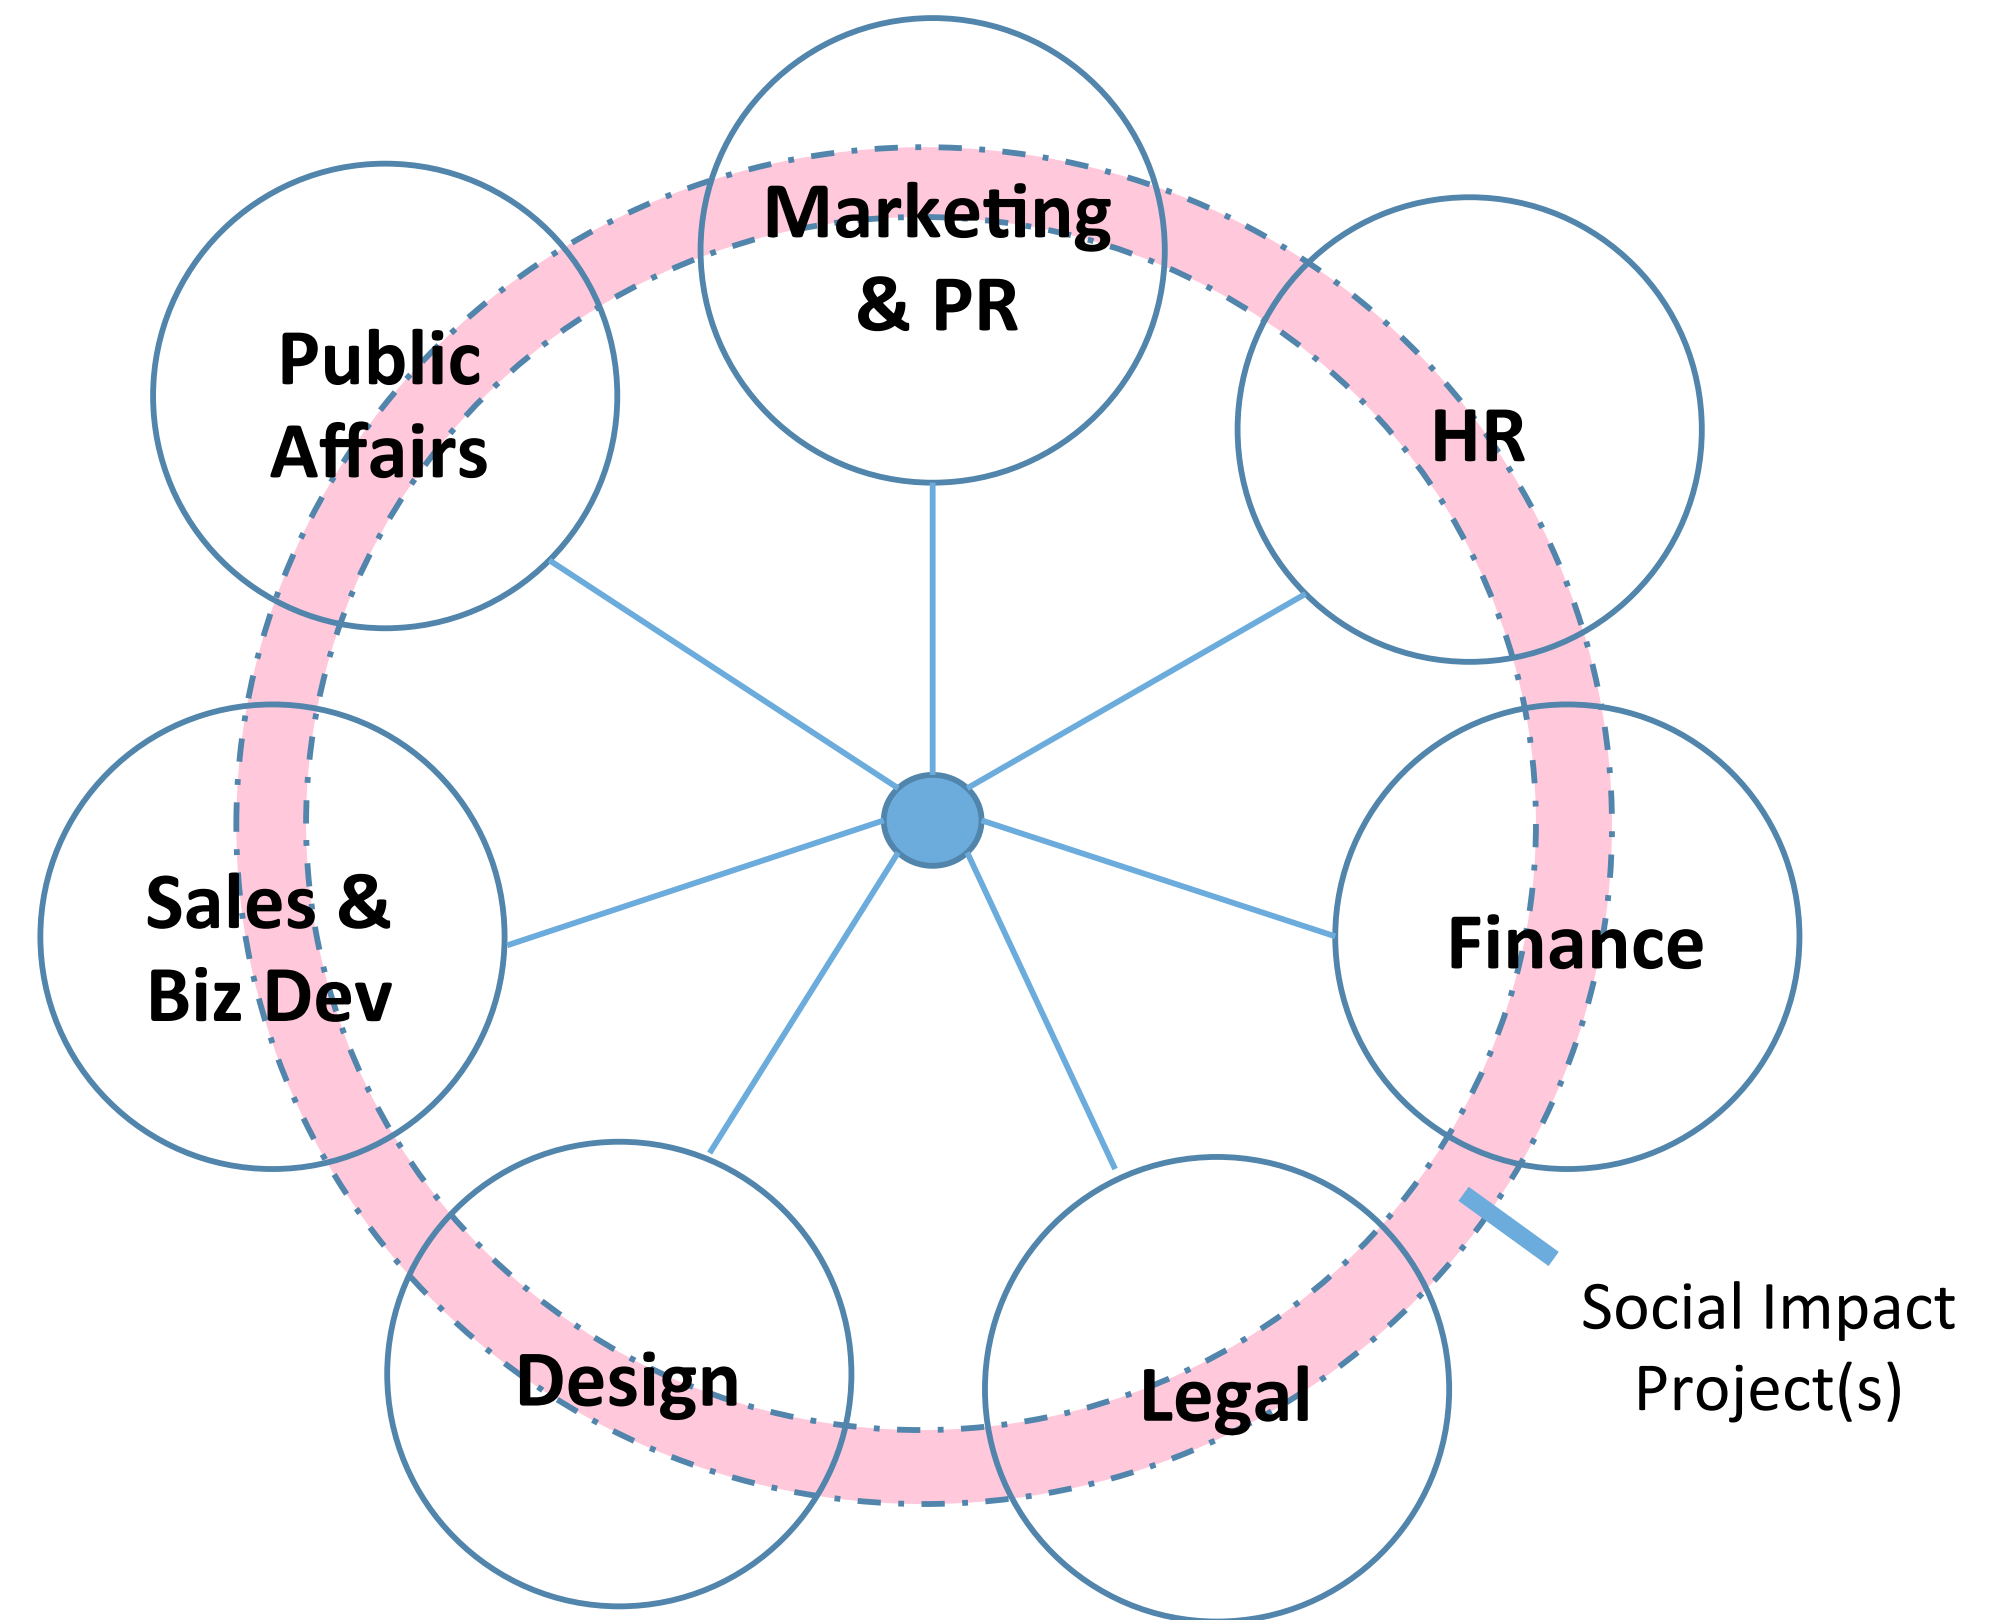 Marketing
& PR
Public
Affairs
HR
Sales &
Biz Dev
Finance
Design
Legal
Social Impact
Project(s)